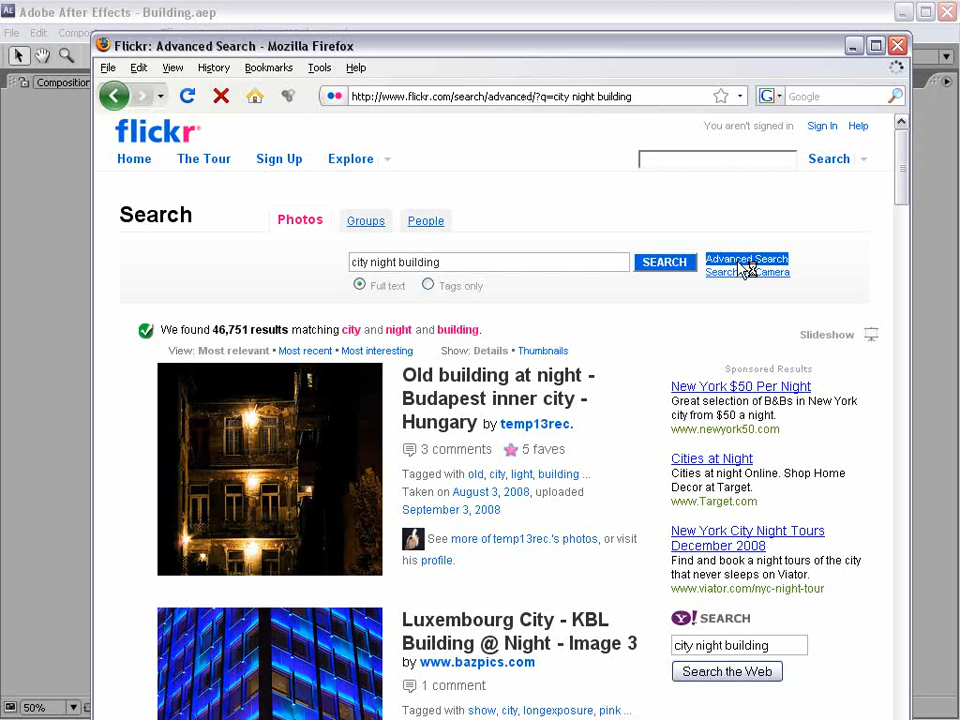 Adobe After Effects - Building.aep
File Edit
Composition
Flickr: Advanced Search - Mozilla Firefox
File Edit View History Bookmarks Tools Help
http://www.flickr.com/search/advanced/?q=city night building
Google
flickr
You aren't signed in Sign In Help
Home The Tour Sign Up Explore
Search
Search
Photos Groups People
city night building
SEARCH
Advanced Search
Full text Tags only
We found 46,751 results matching city and night and building.
Slideshow
View: Most relevant • Most recent • Most interesting Show: Details • Thumbnails
Old building at night -
Budapest inner city -
Hungary by temp13rec.
3 comments 5 faves
Tagged with old, city, light, building ...
Taken on August 3, 2008, uploaded
September 3, 2008
See more of temp13rec.'s photos, or visit
his profile.
Luxembourg City - KBL
Building @ Night - Image 3
by www.bazpics.com
1 comment
Tagged with show, city, longexposure, pink ...
Sponsored Results
New York $50 Per Night
Great selection of B&Bs in New York
city from $50 a night.
www.newyork50.com
Cities at Night
Cities at night Online. Shop Home
Decor at Target.
www.Target.com
New York City Night Tours
December 2008
Find and book a night tours of the city
that never sleeps on Viator.
www.viator.com/nyc-night-tour
Y! SEARCH
city night building
Search the Web
50%